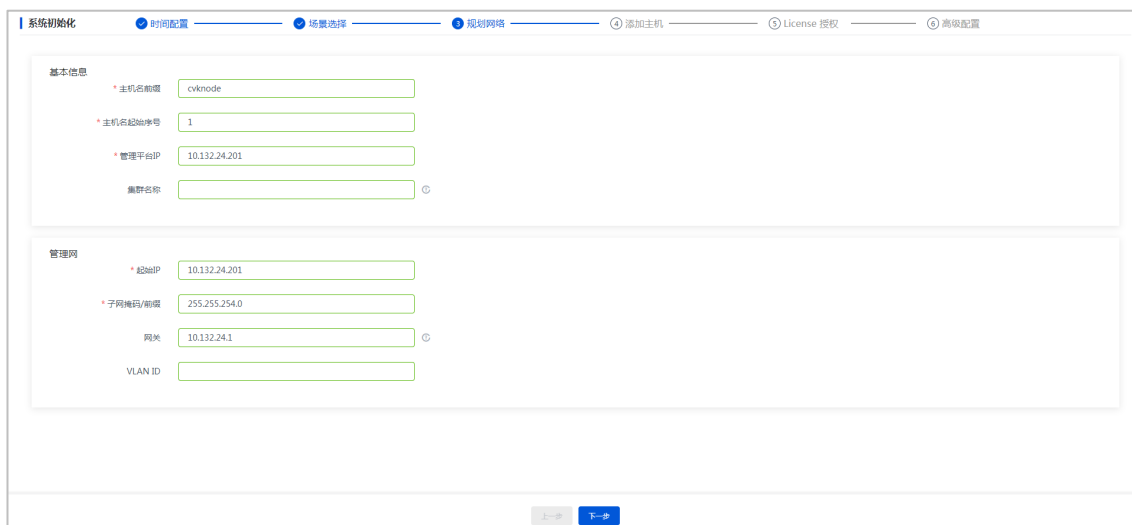 系统初始化 时间配置 场景选择 3 规划网络 4 添加主机 5 License 授权 6 高级配置
基本信息
* 主机名前缀 cvknode
* 主机名起始序号 1
* 管理平台IP 10.132.24.201
集群名称
管理网
* 起始IP 10.132.24.201
* 子网掩码/前缀 255.255.254.0
网关 10.132.24.1
VLAN ID
上一步 下一步